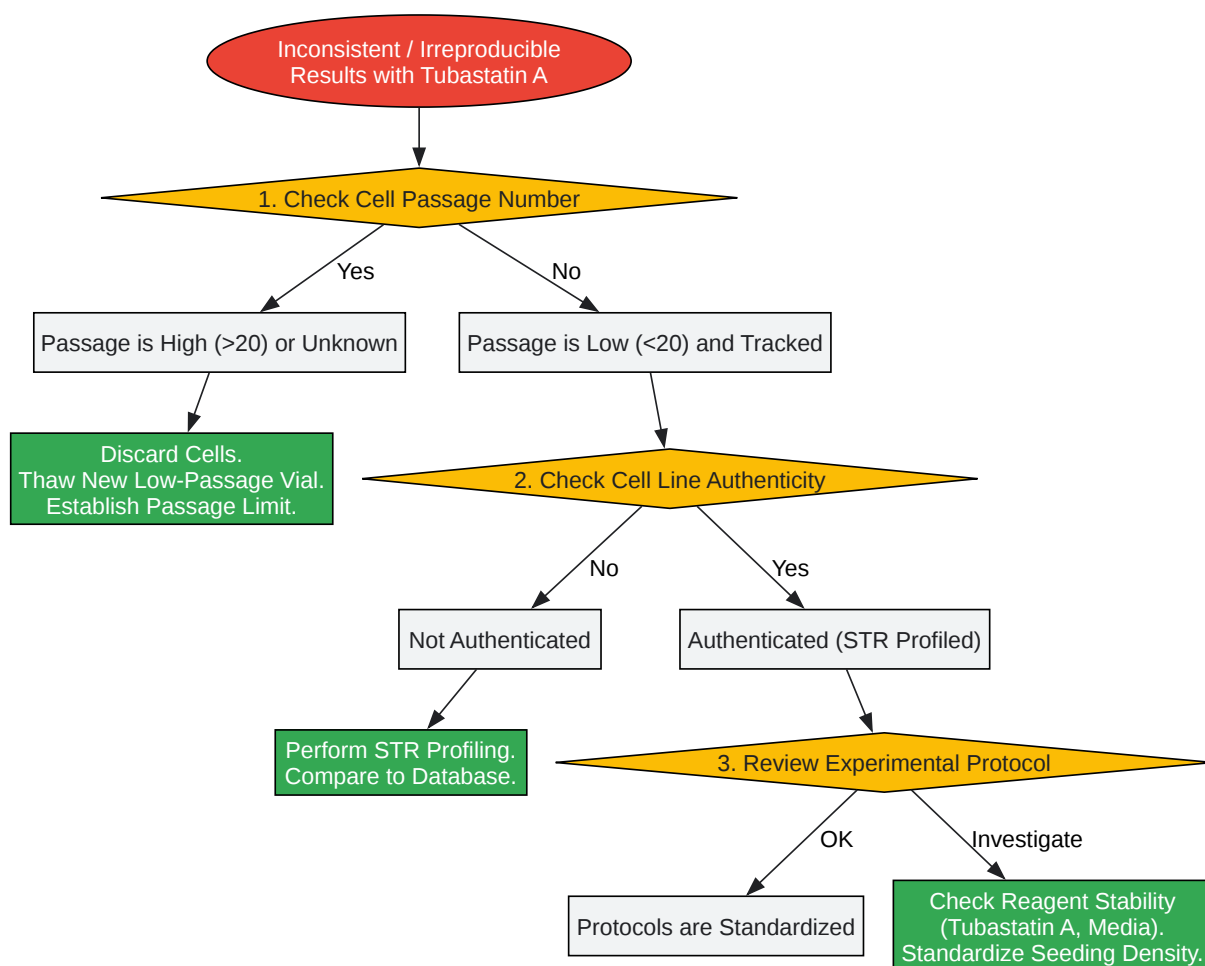 Inconsistent / Irreproducible
Results with Tubastatin A
1. Check Cell Passage Number
Yes
No
Passage is High (>20) or Unknown
Passage is Low (<20) and Tracked
Discard Cells.
Thaw New Low-Passage Vial.
Establish Passage Limit.
2. Check Cell Line Authenticity
No
Yes
Not Authenticated
Authenticated (STR Profiled)
Perform STR Profiling.
Compare to Database.
3. Review Experimental Protocol
OK
Investigate
Protocols are Standardized
Check Reagent Stability
(Tubastatin A, Media).
Standardize Seeding Density.